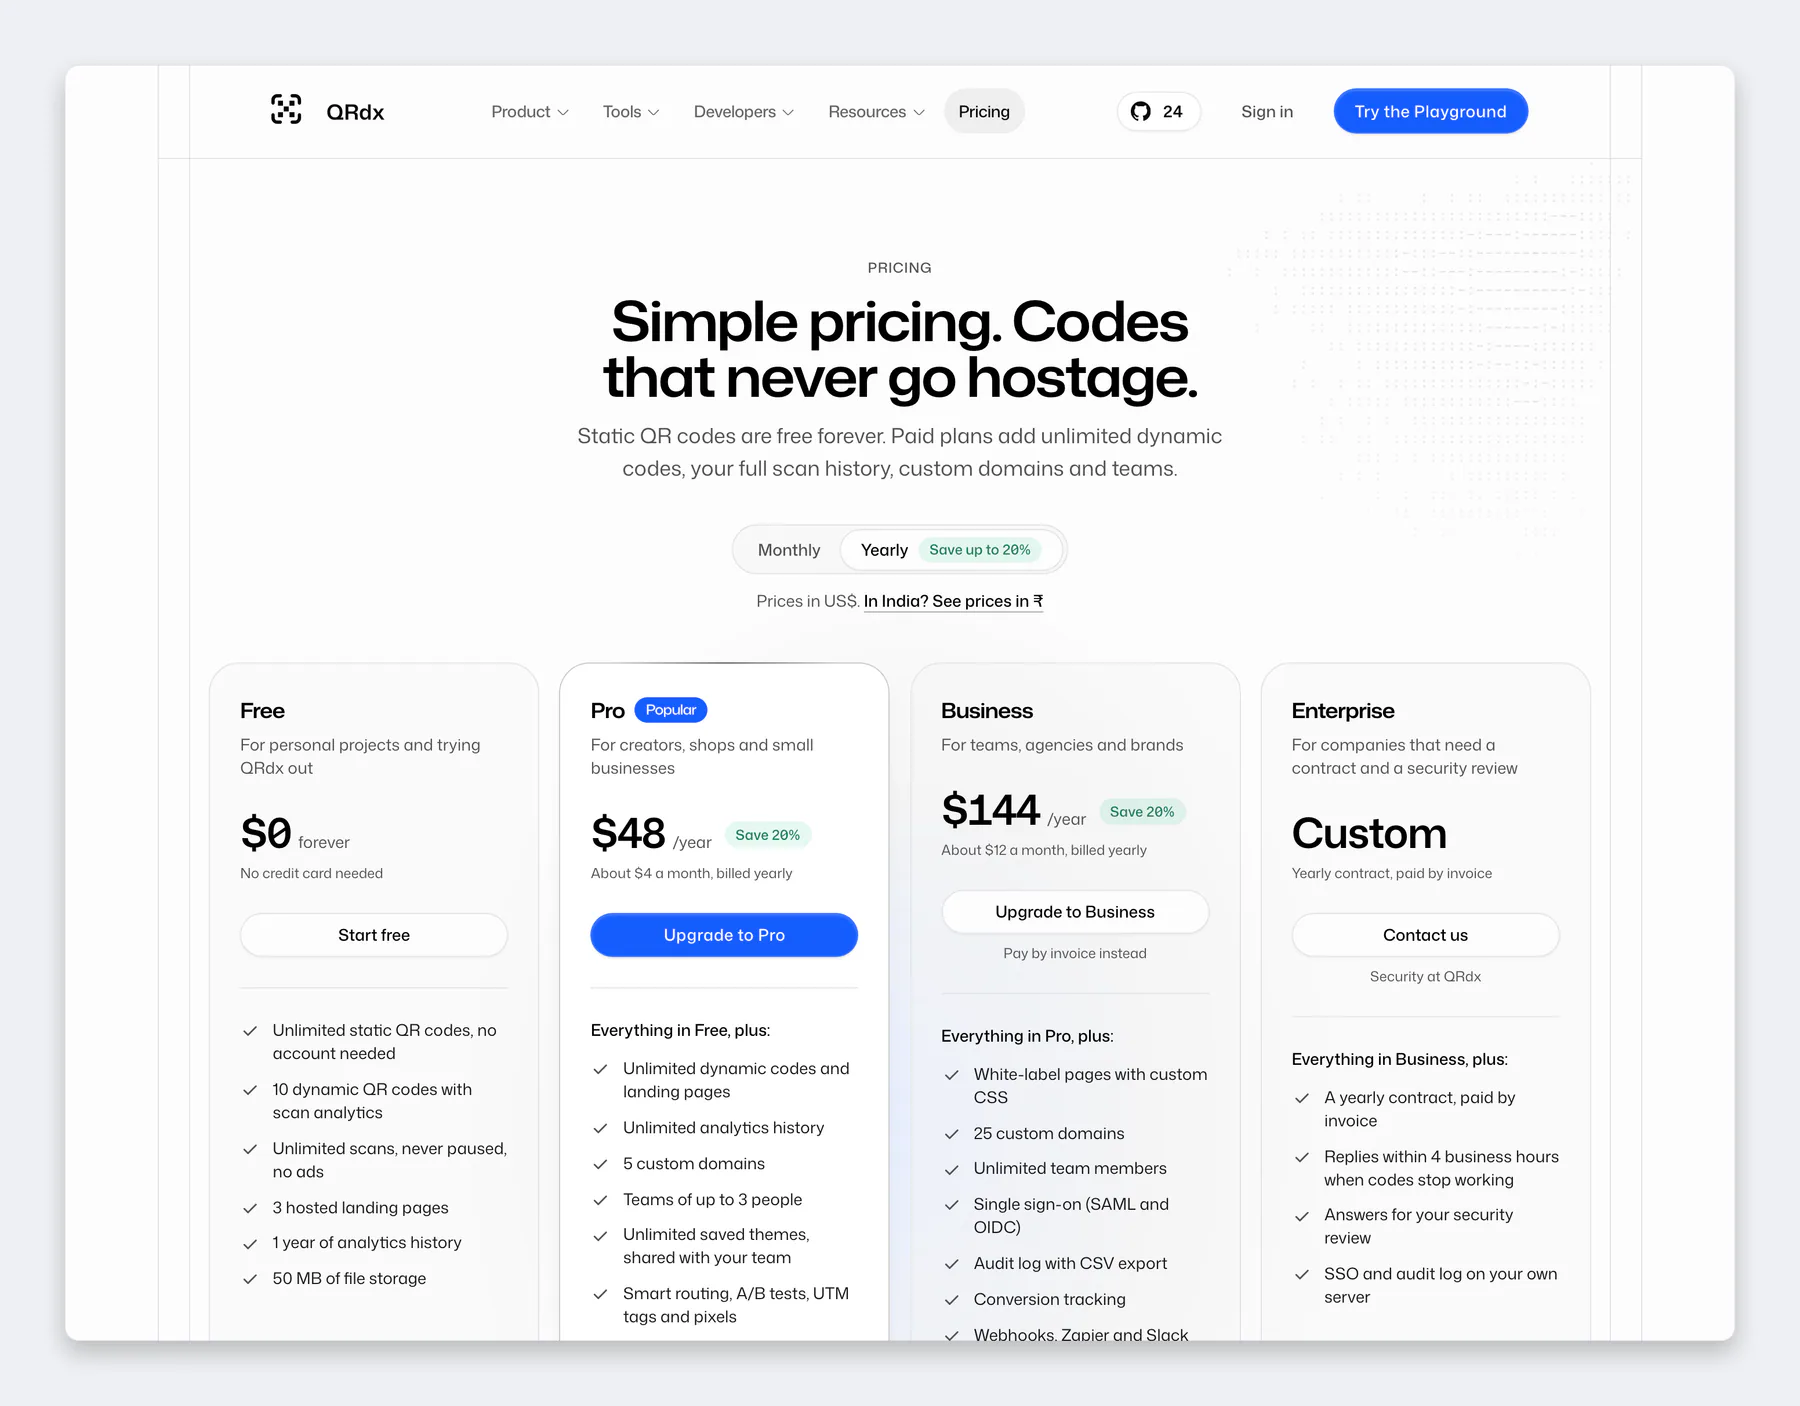 QRdx
Product
Tools
Developers
Resources
Pricing
24
Sign in
Try the Playground
PRICING
Simple pricing. Codes
that never go hostage.
Static QR codes are free forever. Paid plans add unlimited dynamic
codes, your full scan history, custom domains and teams.
Monthly
Yearly
Save up to 20%
Prices in US$. In India? See prices in ₹
Free
For personal projects and trying
QRdx out
$0 forever
No credit card needed
Start free
Unlimited static QR codes, no
account needed
10 dynamic QR codes with
scan analytics
Unlimited scans, never paused,
no ads
3 hosted landing pages
1 year of analytics history
50 MB of file storage
Pro
Popular
For creators, shops and small
businesses
$48 /year
Save 20%
About $4 a month, billed yearly
Upgrade to Pro
Everything in Free, plus:
Unlimited dynamic codes and
landing pages
Unlimited analytics history
5 custom domains
Teams of up to 3 people
Unlimited saved themes,
shared with your team
Smart routing, A/B tests, UTM
tags and pixels
Business
For teams, agencies and brands
$144 /year
Save 20%
About $12 a month, billed yearly
Upgrade to Business
Pay by invoice instead
Everything in Pro, plus:
White-label pages with custom
CSS
25 custom domains
Unlimited team members
Single sign-on (SAML and
OIDC)
Audit log with CSV export
Conversion tracking
Webhooks, Zapier and Slack
Enterprise
For companies that need a
contract and a security review
Custom
Yearly contract, paid by invoice
Contact us
Security at QRdx
Everything in Business, plus:
A yearly contract, paid by
invoice
Replies within 4 business hours
when codes stop working
Answers for your security
review
SSO and audit log on your own
server